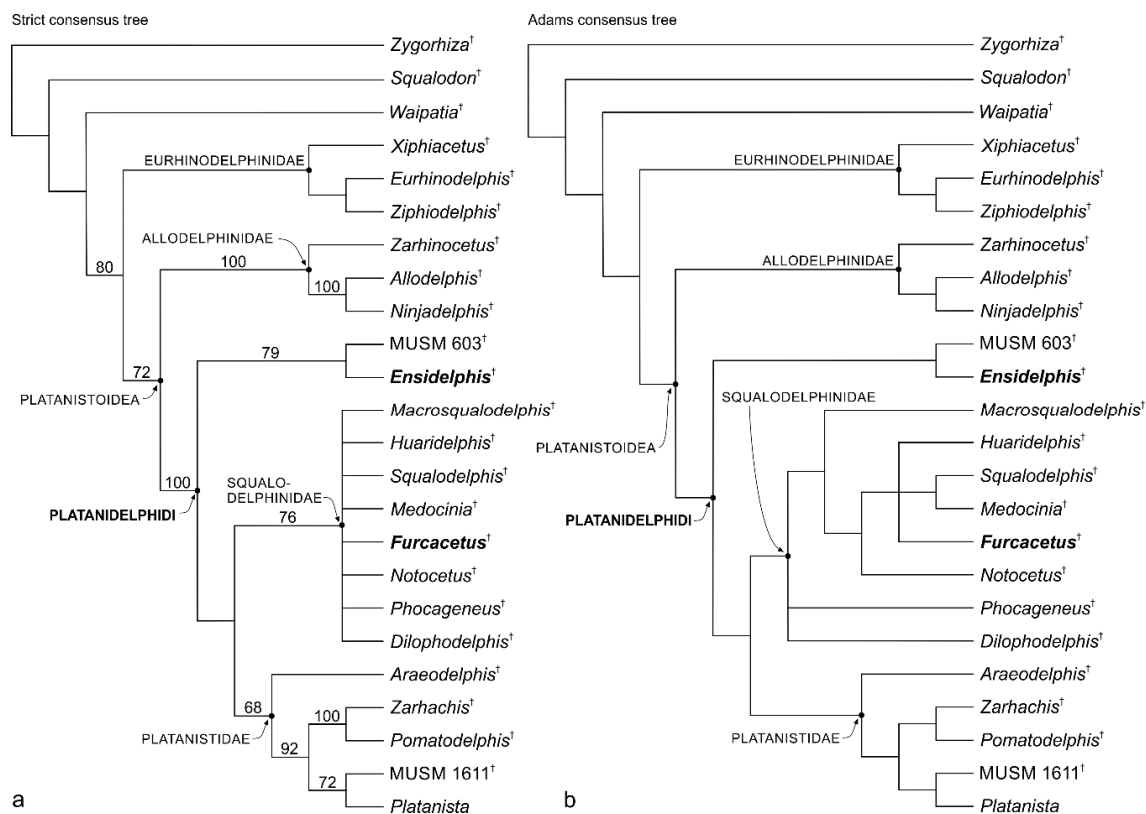 Strict consensus tree
Zygorhiza†
Squalodon†
Waipatia†
Xiphiacetus†
EURHINODELPHINIDAE
Eurhinodelphis†
Ziphiodelphis†
ALLODELPHINIDAE
Zarhinocetus†
80
100
Allodelphis†
100
Ninjadelphis†
MUSM 603†
79
72
Ensidelphis†
PLATANISTOIDEA
Macrosqualodelphis†
Huaridelphis†
SQUALO-
DELPHINIDAE
Squalodelphis†
100
Medocinia†
PLATANIDELPHIDI
76
Furcacetus†
Notocetus†
Phocageneus†
Dilophodelphis†
Araeodelphis†
68
Zarhachis†
100
PLATANISTIDAE
Pomatodelphis†
92
MUSM 1611†
72
Platanista
a
Adams consensus tree
Zygorhiza†
Squalodon†
Waipatia†
Xiphiacetus†
EURHINODELPHINIDAE
Eurhinodelphis†
Ziphiodelphis†
Zarhinocetus†
ALLODELPHINIDAE
Allodelphis†
Ninjadelphis†
MUSM 603†
Ensidelphis†
SQUALODELPHINIDAE
Macrosqualodelphis†
PLATANISTOIDEA
Huaridelphis†
Squalodelphis†
Medocinia†
PLATANIDELPHIDI
Furcacetus†
Notocetus†
Phocageneus†
Dilophodelphis†
Araeodelphis†
Zarhachis†
PLATANISTIDAE
Pomatodelphis†
MUSM 1611†
Platanista
b